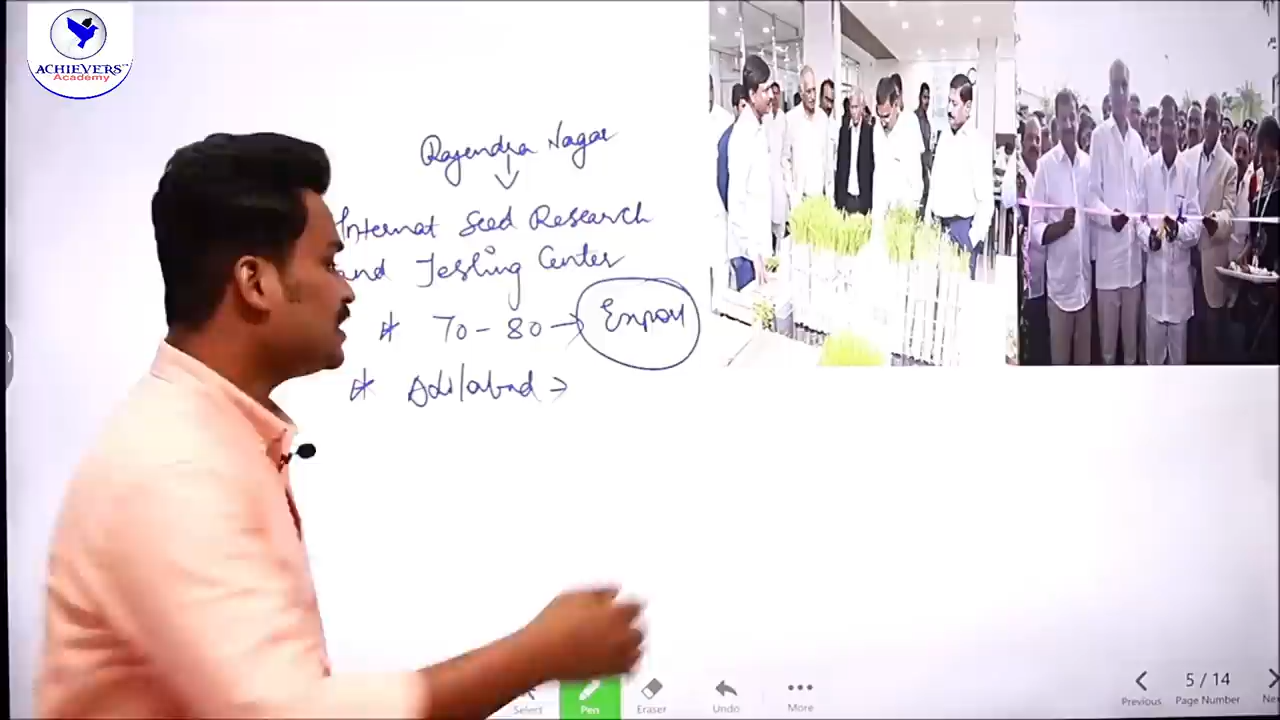 ACHIEVERS
Academy
Rajendra Nagar
Internat Seed Research
and Testing Center
* 70-80 → Export
* Adilabad →
Select
Pen
Eraser
Undo
More
Previous
5 / 14
Page Number